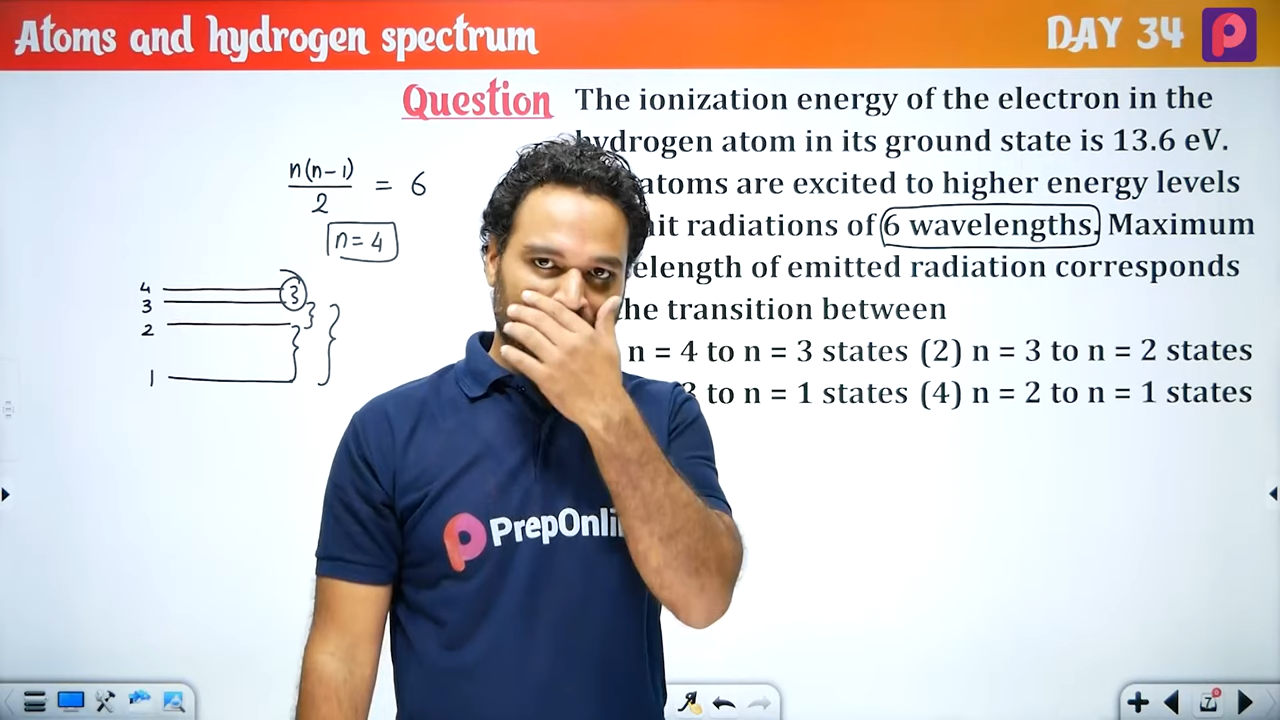 Atoms and hydrogen spectrum
DAY 34
Question
The ionization energy of the electron in the
hydrogen atom in its ground state is 13.6 eV.
atoms are excited to higher energy levels
radiations of 6 wavelengths. Maximum
of emitted radiation corresponds
the transition between
n = 4 to n = 3 states (2) n = 3 to n = 2 states
3 to n = 1 states (4) n = 2 to n = 1 states
n(n-1)/2 = 6
n = 4
4
3
2
1
3
PrepOnli
7